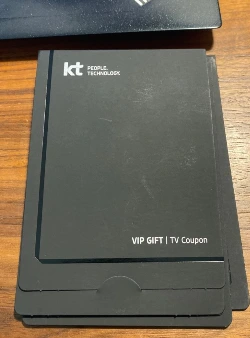 kt PEOPLE.
TECHNOLOGY.
VIP GIFT | TV Coupon